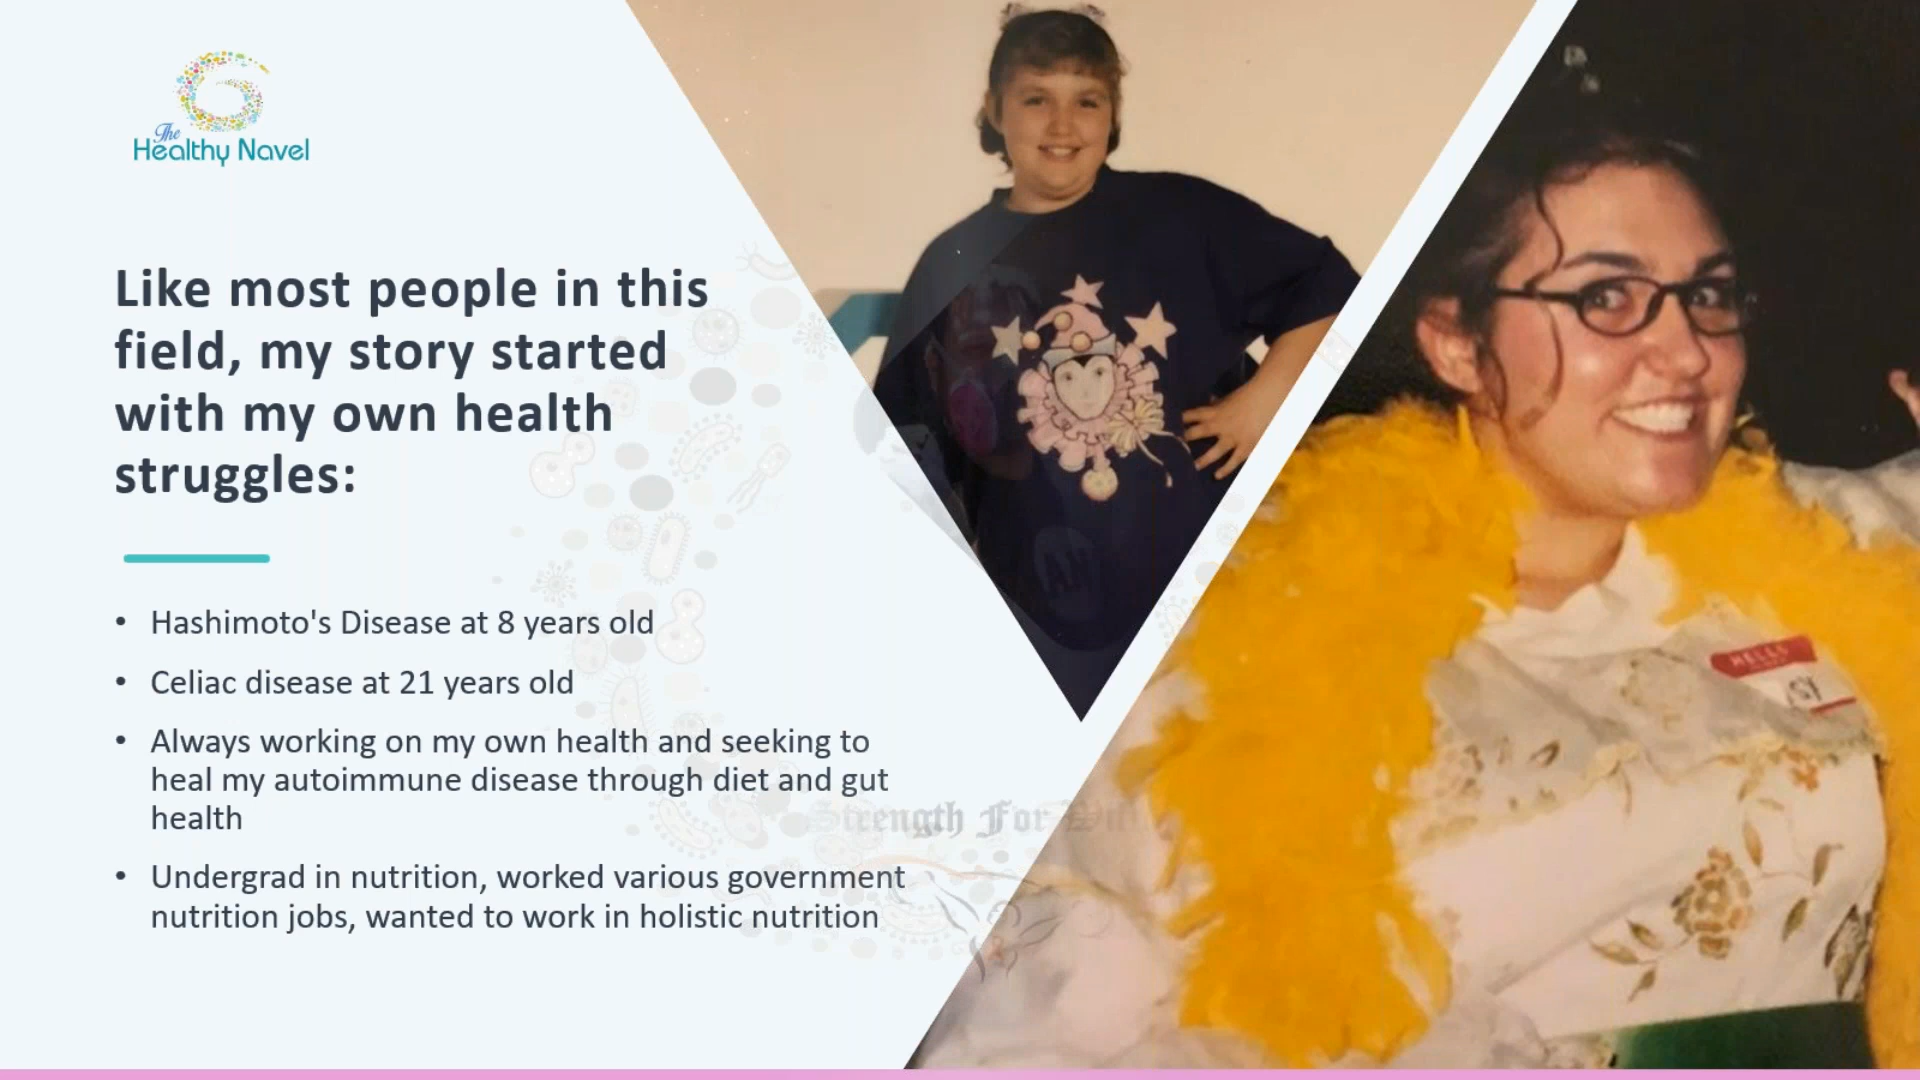 The
Healthy Navel
Like most people in this
field, my story started
with my own health
struggles:
• Hashimoto's Disease at 8 years old
• Celiac disease at 21 years old
• Always working on my own health and seeking to
heal my autoimmune disease through diet and gut
health
• Undergrad in nutrition, worked various government
nutrition jobs, wanted to work in holistic nutrition
Strength For
HELLO